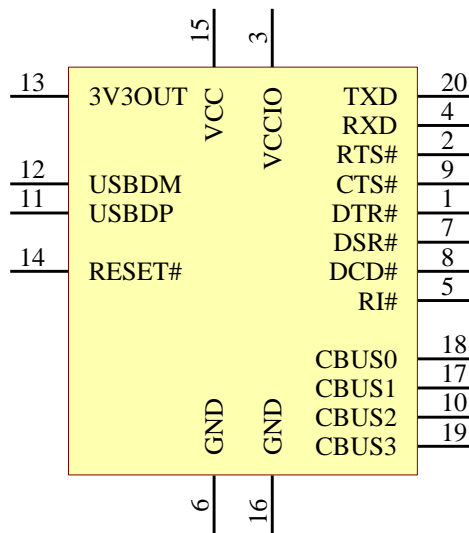 15 3
13 3V3OUT VCC VCCIO TXD 20
RXD 4
RTS# 2
12 USBDM CTS# 9
11 USBDP DTR# 1
DSR# 7
14 RESET# DCD# 8
RI# 5
CBUS0 18
CBUS1 17
GND GND CBUS2 10
CBUS3 19
6 16